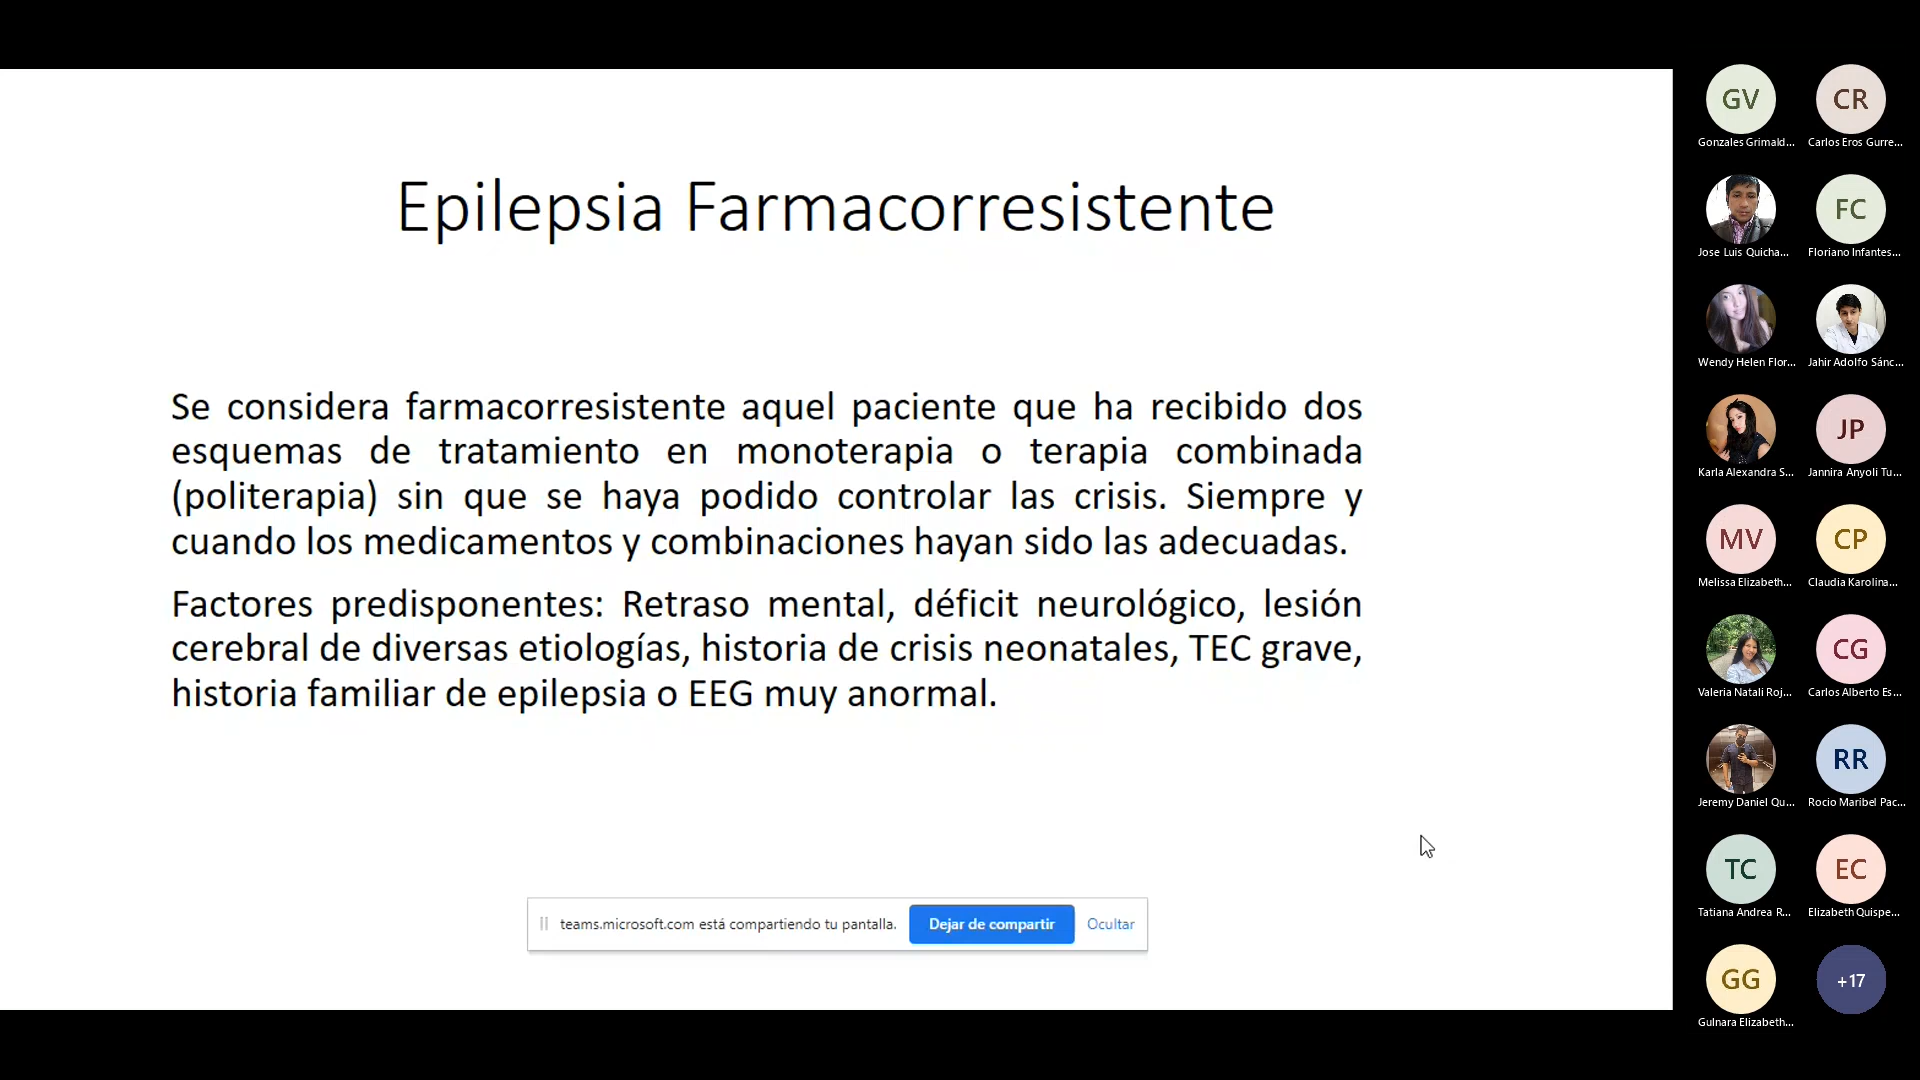 Epilepsia Farmacorresistente
Se considera farmacorresistente aquel paciente que ha recibido dos
esquemas de tratamiento en monoterapia o terapia combinada
(politerapia) sin que se haya podido controlar las crisis. Siempre y
cuando los medicamentos y combinaciones hayan sido las adecuadas.
Factores predisponentes: Retraso mental, déficit neurológico, lesión
cerebral de diversas etiologías, historia de crisis neonatales, TEC grave,
historia familiar de epilepsia o EEG muy anormal.
teams.microsoft.com está compartiendo tu pantalla. Dejar de compartir Ocultar
GV CR
Gonzales Grimald... Carlos Eros Gurre...
FC
Jose Luis Quicha... Floriano Infantes...
Wendy Helen Flor... Jahir Adolfo Sánc...
JP
Karla Alexandra S... Jannira Anyoli Tu...
MV CP
Melissa Elizabeth... Claudia Karolina...
CG
Valeria Natali Roj... Carlos Alberto Es...
RR
Jeremy Daniel Qu... Rocio Maribel Pac...
TC EC
Tatiana Andrea R... Elizabeth Quispe...
GG +17
Gulnara Elizabeth...